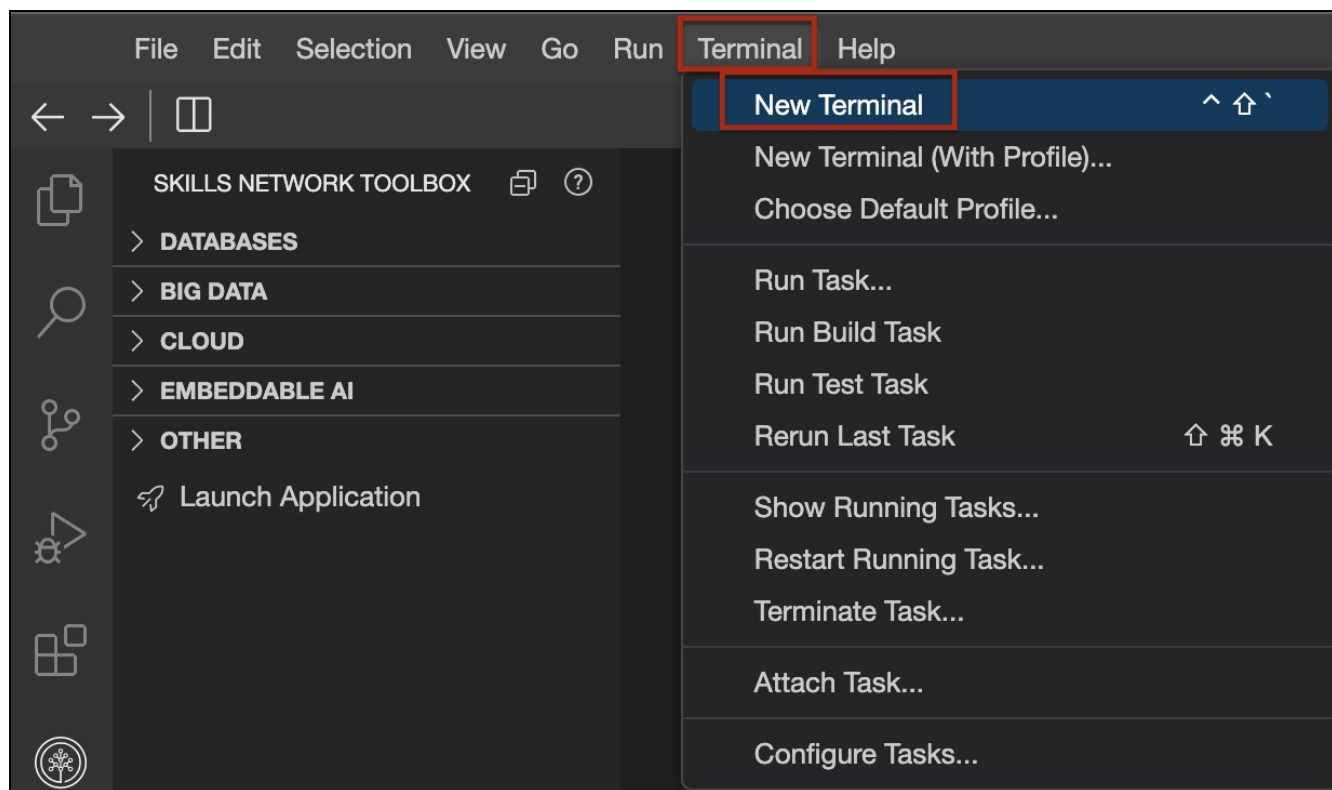 File Edit Selection View Go Run Terminal Help
New Terminal ^ ⇧ `
New Terminal (With Profile)...
Choose Default Profile...
Run Task...
Run Build Task
Run Test Task
Rerun Last Task ⇧ ⌘ K
Show Running Tasks...
Restart Running Task...
Terminate Task...
Attach Task...
Configure Tasks...
SKILLS NETWORK TOOLBOX
DATABASES
BIG DATA
CLOUD
EMBEDDABLE AI
OTHER
Launch Application